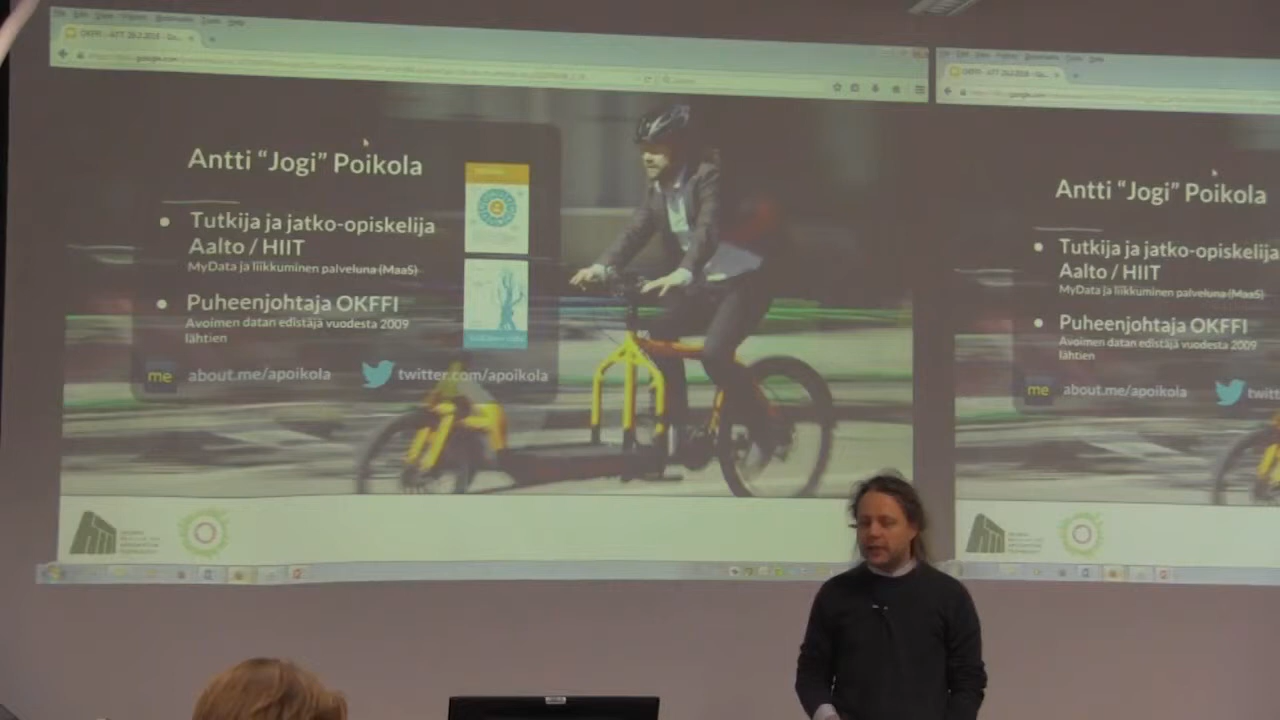 Antti “Jogi” Poikola
• Tutkija ja jatko-opiskelija
Aalto / HIIT
MyData ja liikkuminen palveluna (MaaS)
• Puheenjohtaja OKFFI
Avoimen datan edistäjä vuodesta 2009
lähtien
me about.me/apoikola twitter.com/apoikola
Antti “Jogi” Poikola
• Tutkija ja jatko-opiskelija
Aalto / HIIT
MyData ja liikkuminen palveluna (MaaS)
• Puheenjohtaja OKFFI
Avoimen datan edistäjä vuodesta 2009
lähtien
me about.me/apoikola twitt